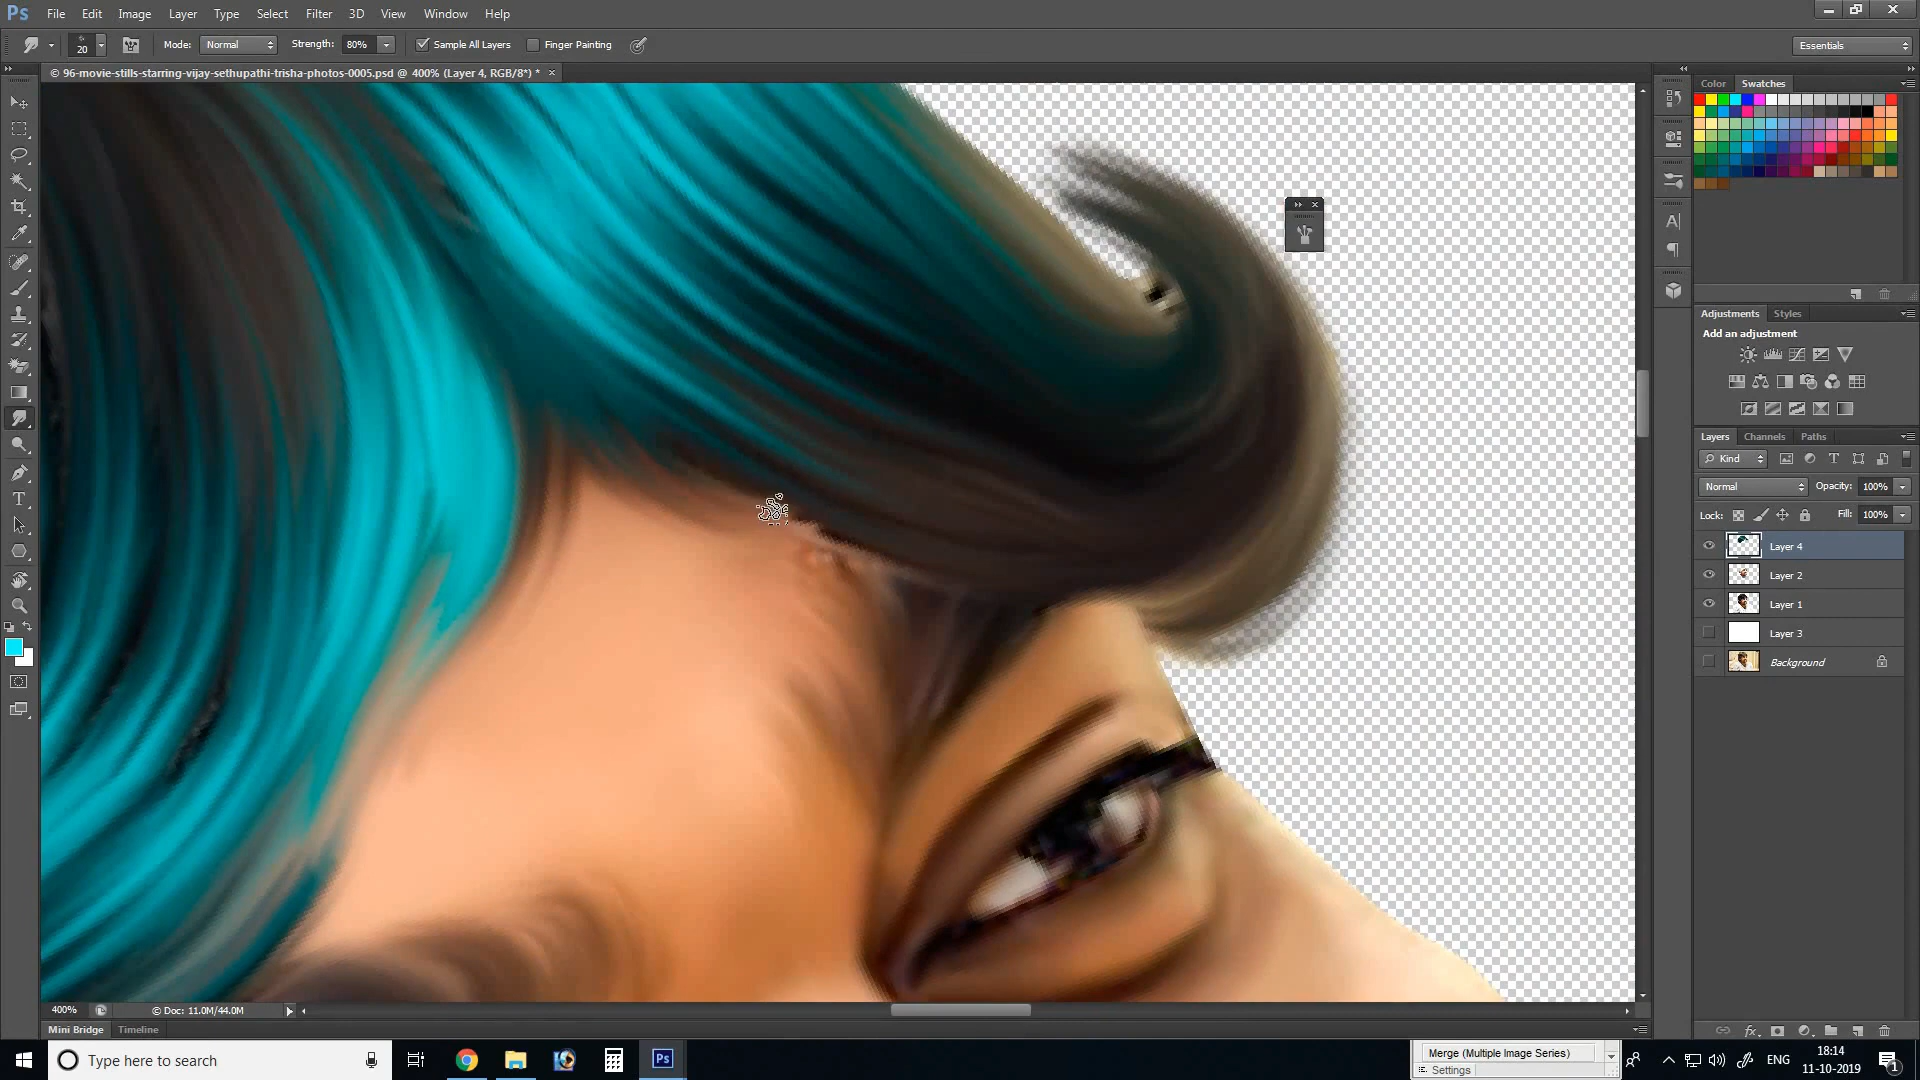 Ps File Edit Image Layer Type Select Filter 3D View Window Help
20 Mode: Normal Strength: 80% Sample All Layers Finger Painting Essentials
© 96-movie-stills-starring-vijay-sethupathi-trisha-photos-0005.psd @ 400% (Layer 4, RGB/8*) *
Color Swatches
Adjustments Styles
Add an adjustment
Layers Channels Paths
Kind
Normal Opacity: 100%
Lock: Fill: 100%
Layer 4
Layer 2
Layer 1
Layer 3
Background
400% © Doc: 11.0M/44.0M
Mini Bridge Timeline
Type here to search
Merge (Multiple Image Series)
Settings
ENG
18:14
11-10-2019
1